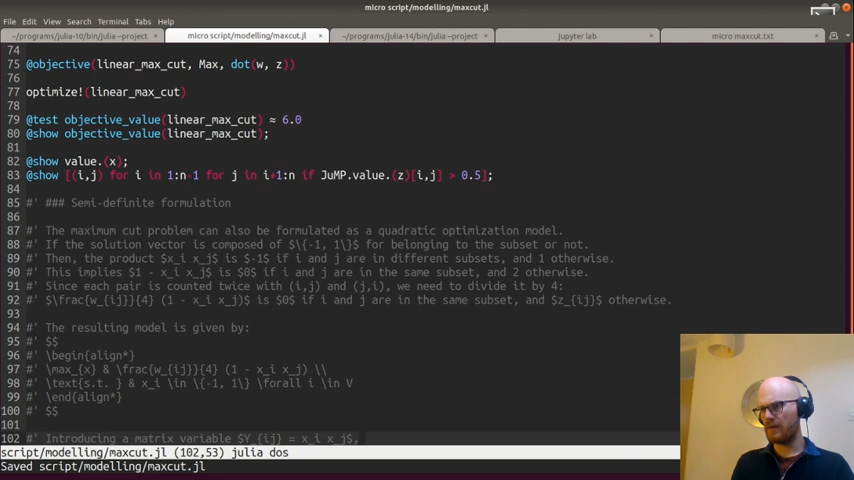 micro script/modelling/maxcut.jl
File Edit View Search Terminal Tabs Help
~/programs/julia-10/bin/julia --project × micro script/modelling/maxcut.jl × ~/programs/julia-14/bin/julia --project × jupyter lab × micro maxcut.txt ×
74
75 @objective(linear_max_cut, Max, dot(w, z))
76
77 optimize!(linear_max_cut)
78
79 @test objective_value(linear_max_cut) ≈ 6.0
80 @show objective_value(linear_max_cut);
81
82 @show value.(x);
83 @show [(i,j) for i in 1:n-1 for j in i+1:n if JuMP.value.(z)[i,j] > 0.5];
84
85 #' ### Semi-definite formulation
86
87 #' The maximum cut problem can also be formulated as a quadratic optimization model.
88 #' If the solution vector is composed of $\{-1, 1\}$ for belonging to the subset or not.
89 #' Then, the product $x_i x_j$ is $-1$ if i and j are in different subsets, and 1 otherwise.
90 #' This implies $1 - x_i x_j$ is $0$ if i and j are in the same subset, and 2 otherwise.
91 #' Since each pair is counted twice with (i,j) and (j,i), we need to divide it by 4:
92 #' $\frac{w_{ij}}{4} (1 - x_i x_j)$ is $0$ if i and j are in the same subset, and $z_{ij}$ otherwise.
93
94 #' The resulting model is given by:
95 #' $$
96 #' \begin{align*}
97 #' \max_{x} & \frac{w_{ij}}{4} (1 - x_i x_j) \\
98 #' \text{s.t. } & x_i \in \{-1, 1\} \forall i \in V
99 #' \end{align*}
100 #' $$
101
102 #' Introducing a matrix variable $Y_{ij} = x_i x_j$,
script/modelling/maxcut.jl (102,53) julia dos
Saved script/modelling/maxcut.jl